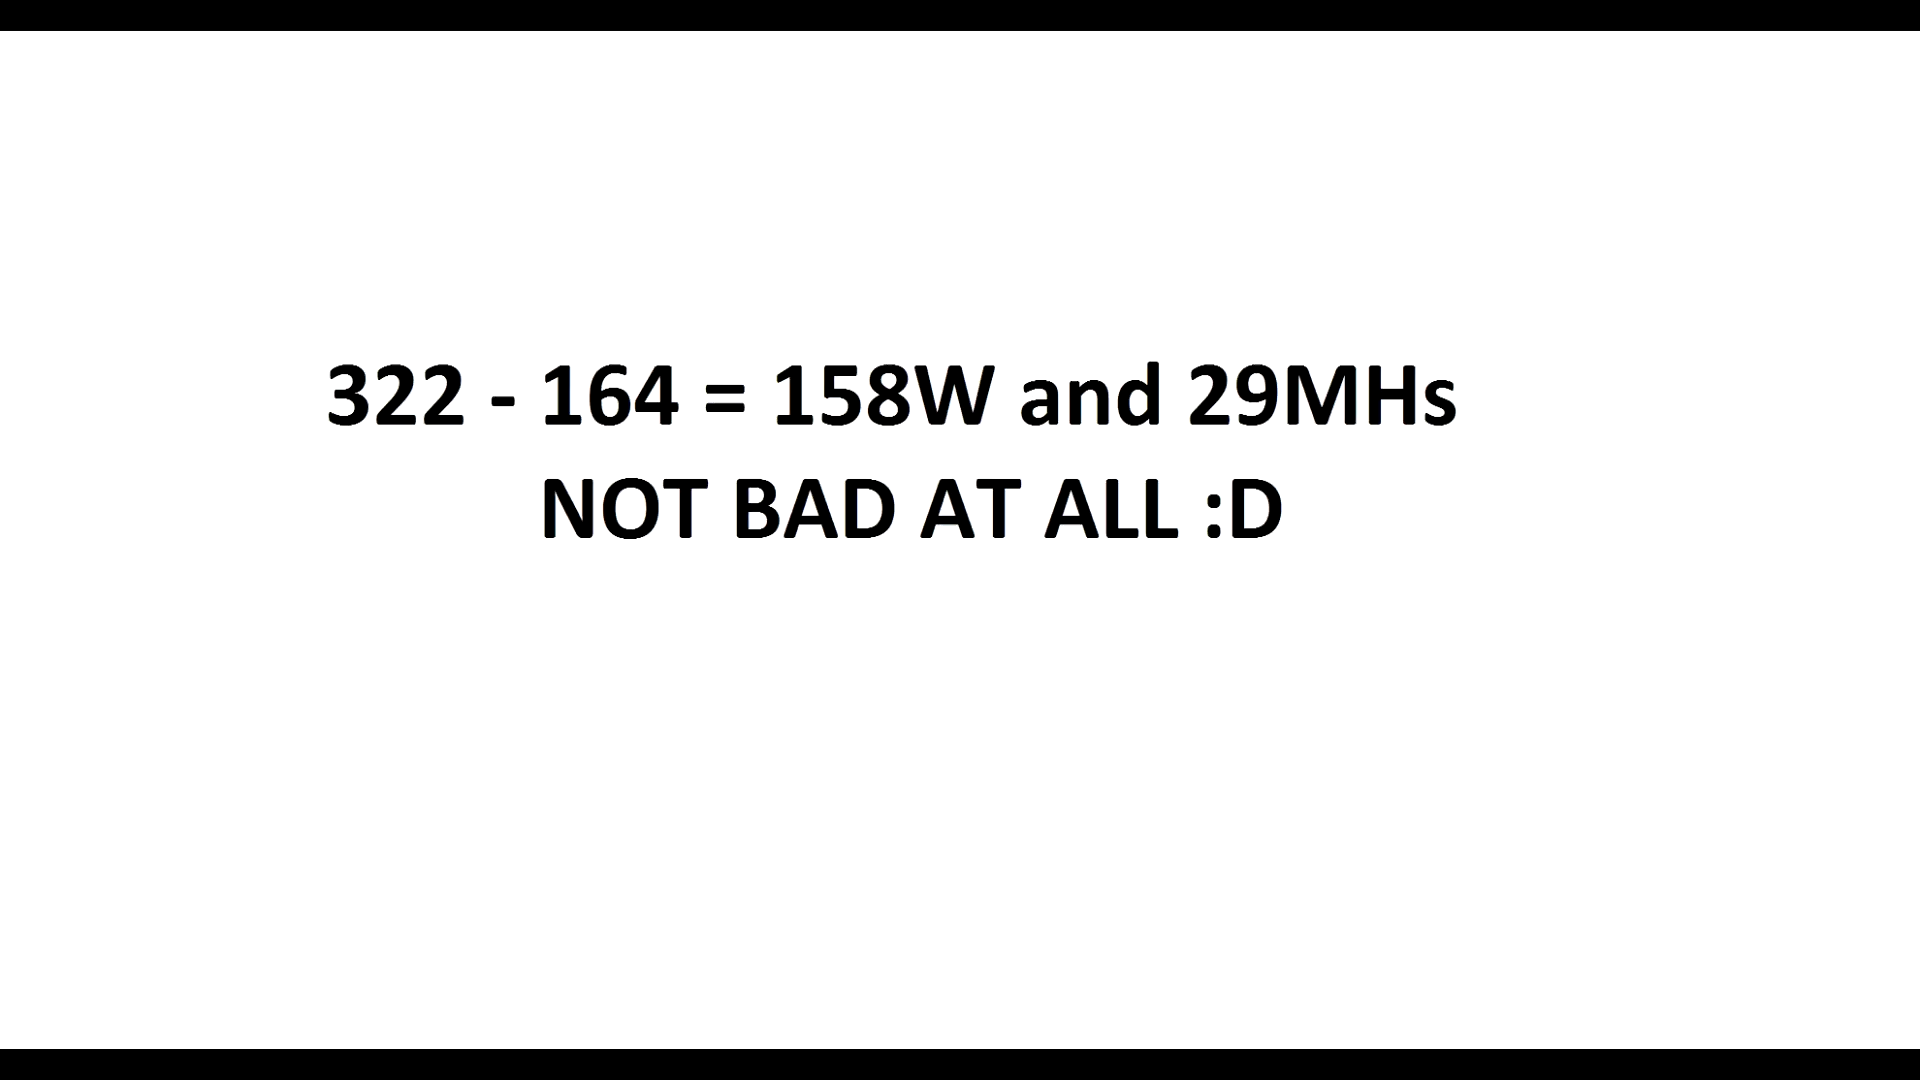 322 - 164 = 158W and 29MHs
NOT BAD AT ALL :D